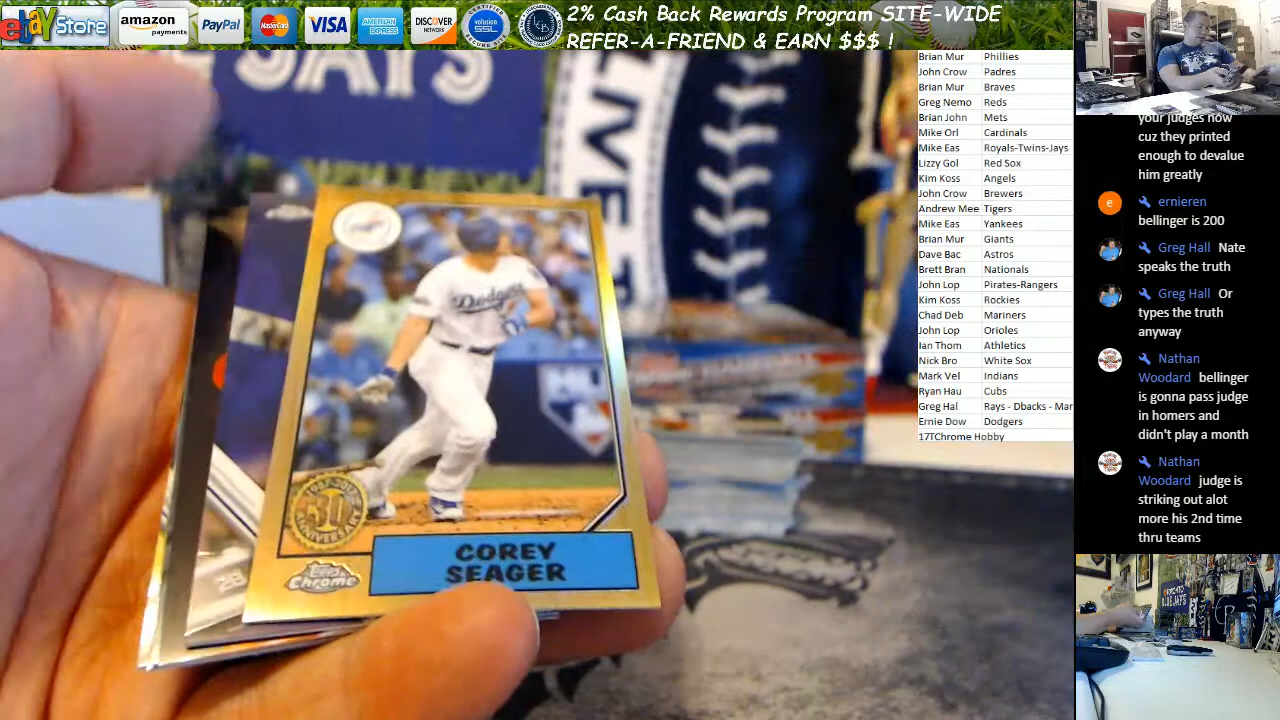 ebay Store
amazon payments
PayPal
MasterCard
VISA
AMERICAN EXPRESS
DISCOVER NETWORK
volusion SSL
2% Cash Back Rewards Program SITE-WIDE
REFER-A-FRIEND & EARN $$$ !
JAYS
Brian Mur Phillies
John Crow Padres
Brian Mur Braves
Greg Nemo Reds
Brian John Mets
Mike Orl Cardinals
Mike Eas Royals-Twins-Jays
Lizzy Gol Red Sox
Kim Koss Angels
John Crow Brewers
Andrew Mee Tigers
Mike Eas Yankees
Brian Mur Giants
Dave Bac Astros
Brett Bran Nationals
John Lop Pirates-Rangers
Kim Koss Rockies
Chad Deb Mariners
John Lop Orioles
Ian Thom Athletics
Nick Bro White Sox
Mark Vel Indians
Ryan Hau Cubs
Greg Hal Rays - Dbacks - Mar
Ernie Dow Dodgers
17TChrome Hobby
Dodgers
30
ANNIVERSARY
Topps
Chrome
COREY
SEAGER
your judges now
cuz they printed
enough to devalue
him greatly
e ernieren
bellinger is 200
Greg Hall Nate
speaks the truth
Greg Hall Or
types the truth
anyway
Nathan
Woodard bellinger
is gonna pass judge
in homers and
didn't play a month
Nathan
Woodard judge is
striking out alot
more his 2nd time
thru teams
BLUE JAYS